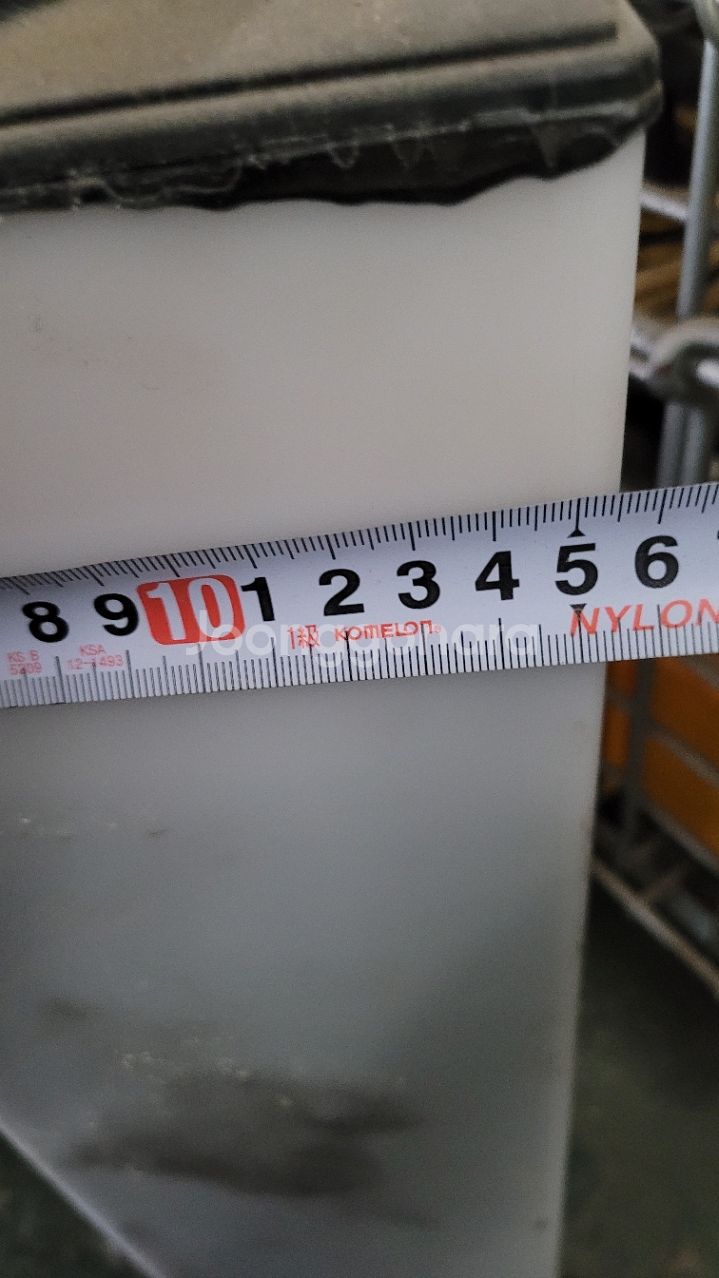 8 9 10 1 2 3 4 5 6
KS B
5209
KSA
12-1493
1級 KOMELON® NYLON
Joonggonara